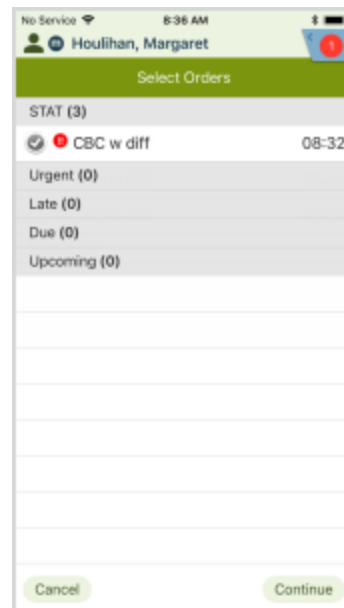 No Service 8:36 AM
Houlihan, Margaret
1
Select Orders
STAT (3)
CBC w diff 08:32
Urgent (0)
Late (0)
Due (0)
Upcoming (0)
Cancel Continue